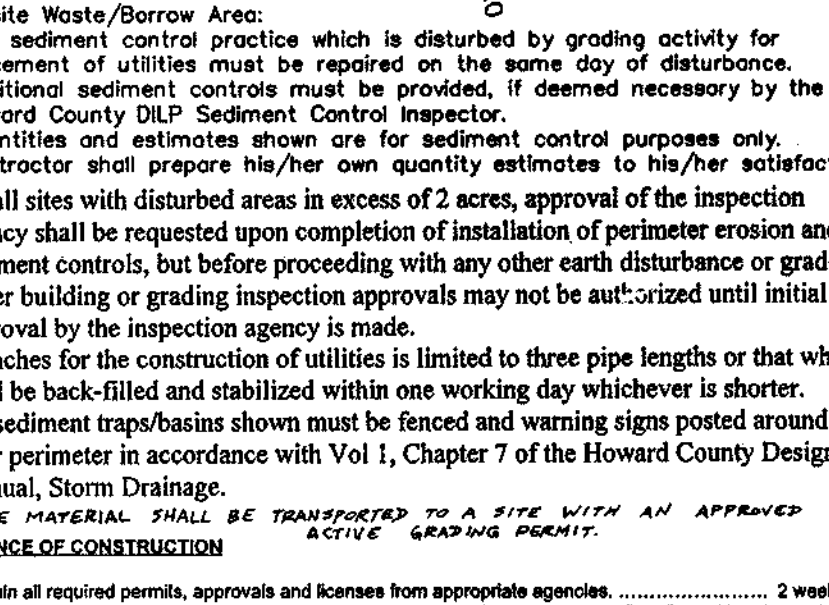 ite Waste/Borrow Area: 0
sediment control practice which is disturbed by grading activity for
ement of utilities must be repaired on the same day of disturbance.
itional sediment controls must be provided, if deemed necessary by the
ard County DILP Sediment Control Inspector.
ntities and estimates shown are for sediment control purposes only.
tractor shall prepare his/her own quantity estimates to his/her satisfac
all sites with disturbed areas in excess of 2 acres, approval of the inspection
ncy shall be requested upon completion of installation of perimeter erosion and
ment controls, but before proceeding with any other earth disturbance or grad
er building or grading inspection approvals may not be authorized until initial
roval by the inspection agency is made.
nches for the construction of utilities is limited to three pipe lengths or that wh
l be back-filled and stabilized within one working day whichever is shorter.
sediment traps/basins shown must be fenced and warning signs posted around
r perimeter in accordance with Vol 1, Chapter 7 of the Howard County Design
ual, Storm Drainage.
E MATERIAL SHALL BE TRANSPORTED TO A SITE WITH AN APPROVED
ACTIVE GRADING PERMIT.
NCE OF CONSTRUCTION
in all required permits, approvals and licenses from appropriate agencies. ........................ 2 week